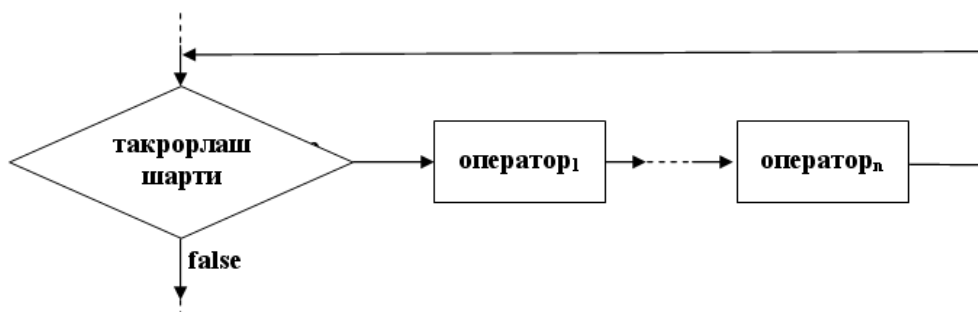 такрорлаш
шарти
оператор₁
операторₙ
false